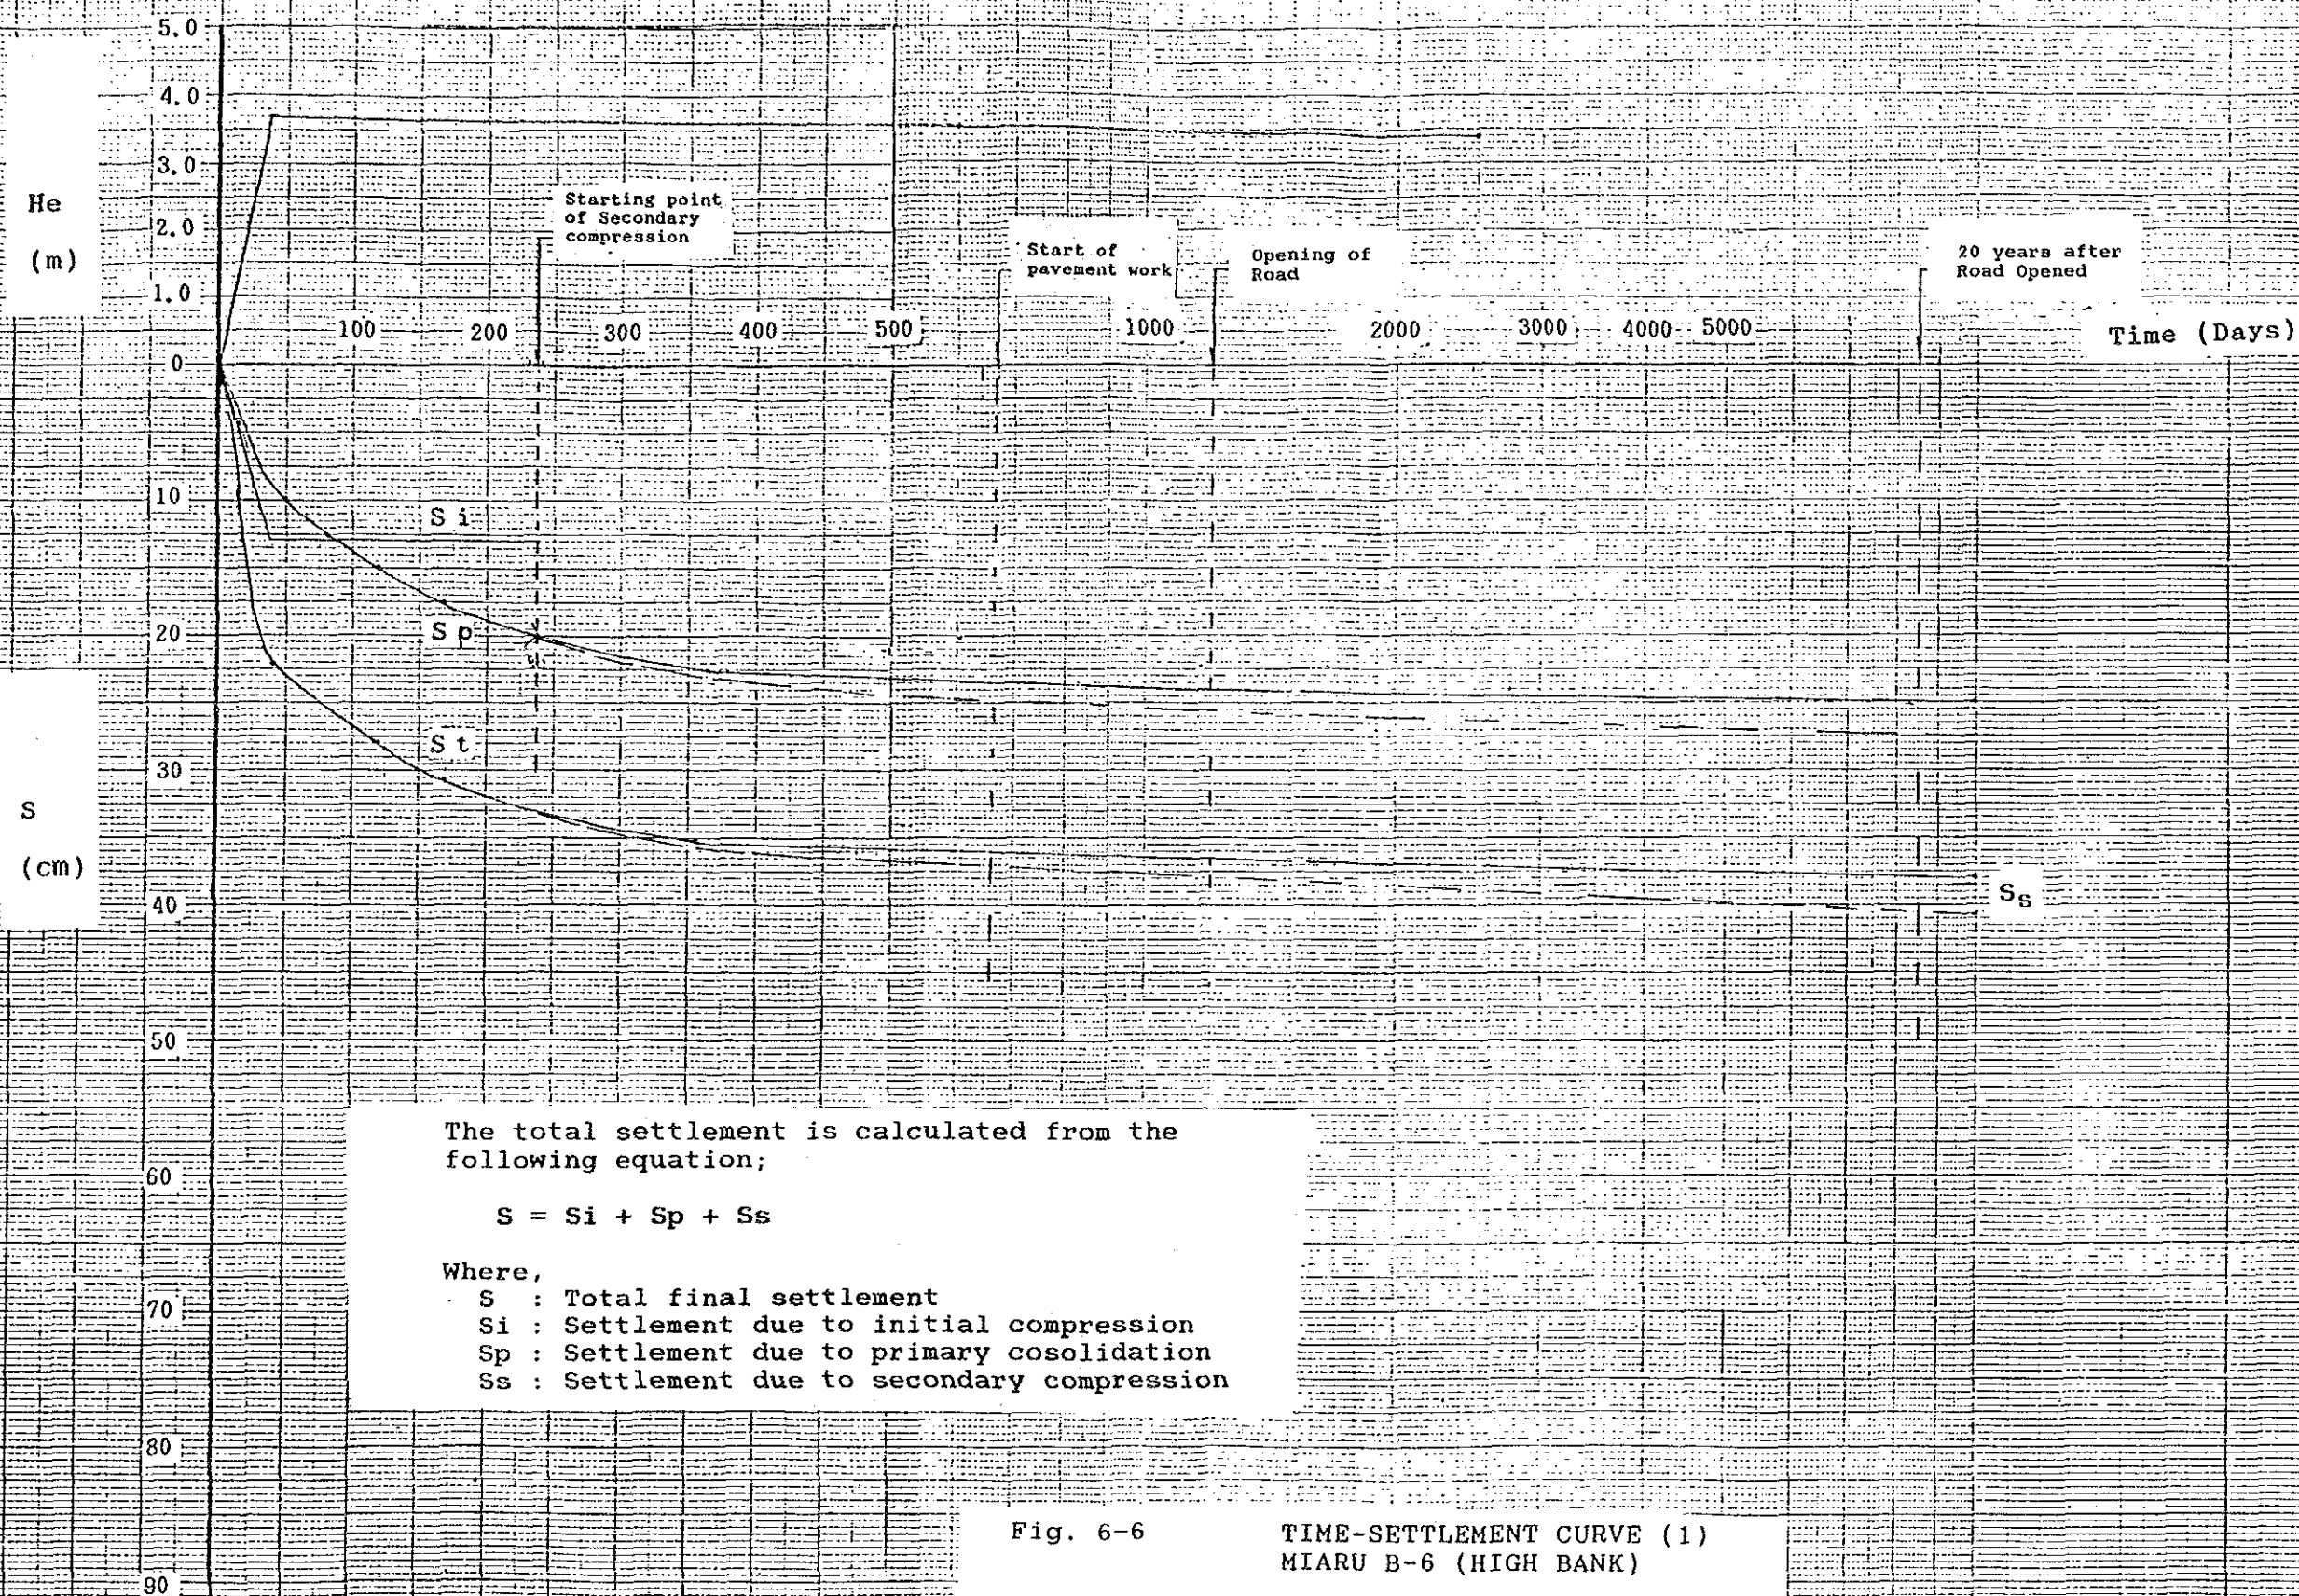 5.0
4.0
3.0
He
2.0
(m)
1.0
Starting point
of Secondary
compression
Start of
pavement work
Opening of
Road
20 years after
Road Opened
100 200 300 400 500 1000 2000 3000 4000 5000
Time (Days)
0
10
Si
20
Sp
St
30
S
(cm)
40
Ss
50
The total settlement is calculated from the
following equation;
60
S = Si + Sp + Ss
Where,
S : Total final settlement
70
Si : Settlement due to initial compression
Sp : Settlement due to primary cosolidation
Ss : Settlement due to secondary compression
80
Fig. 6-6 TIME-SETTLEMENT CURVE (1)
MIARU B-6 (HIGH BANK)
90